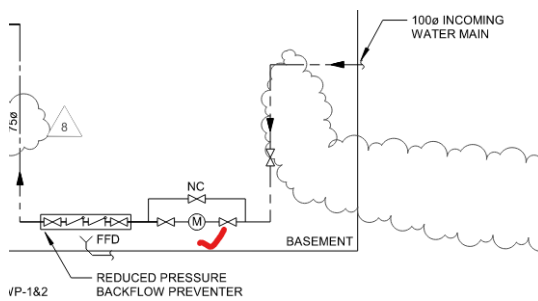 100ø INCOMING
WATER MAIN
75ø
8
NC
M
FFD
BASEMENT
REDUCED PRESSURE
BACKFLOW PREVENTER
VP-1&2